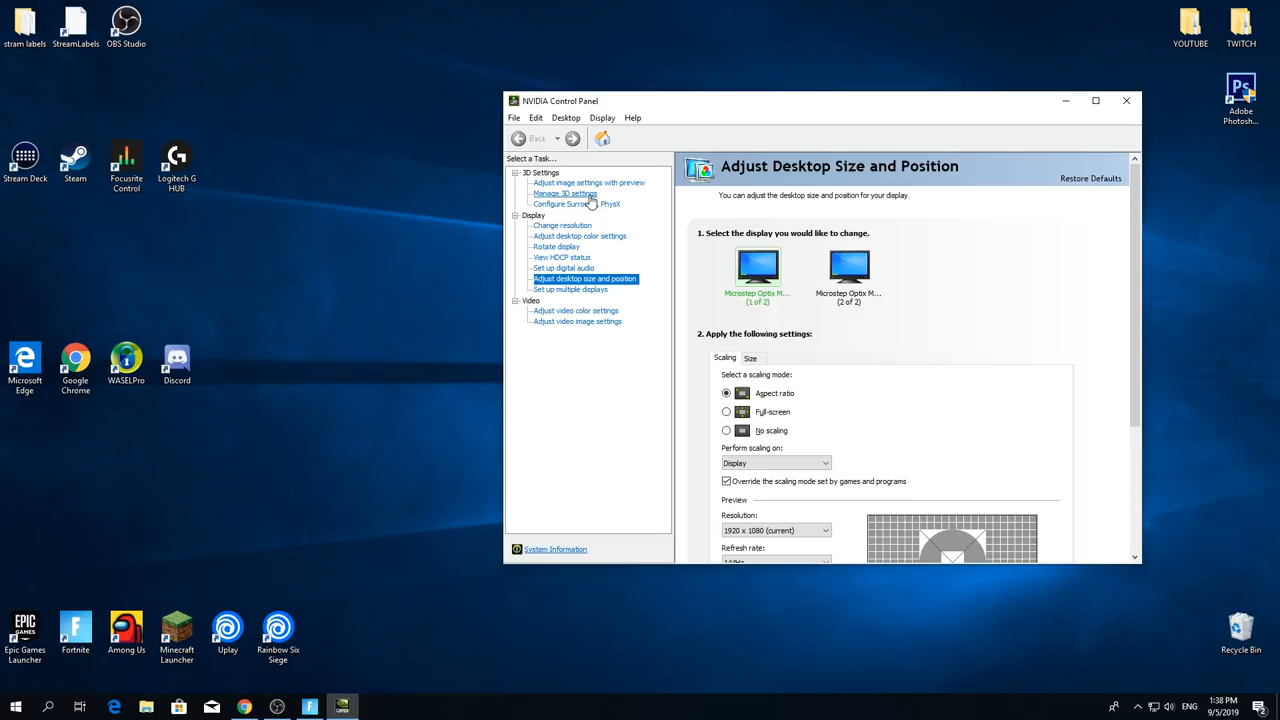 stram labels
StreamLabels
OBS Studio
YOUTUBE
TWITCH
Ps
Adobe
Photosh...
Stream Deck
Steam
Focusrite
Control
Logitech G
HUB
Microsoft
Edge
Google
Chrome
WASELPro
Discord
EPIC
GAMES
Epic Games
Launcher
Fortnite
Among Us
Minecraft
Launcher
Uplay
Rainbow Six
Siege
Recycle Bin
NVIDIA Control Panel
File Edit Desktop Display Help
Back
Select a Task...
3D Settings
Adjust image settings with preview
Manage 3D settings
Configure Surro PhysX
Display
Change resolution
Adjust desktop color settings
Rotate display
View HDCP status
Set up digital audio
Adjust desktop size and position
Set up multiple displays
Video
Adjust video color settings
Adjust video image settings
System Information
Adjust Desktop Size and Position
Restore Defaults
You can adjust the desktop size and position for your display.
1. Select the display you would like to change.
Microstep Optix M...
(1 of 2)
Microstep Optix M...
(2 of 2)
2. Apply the following settings:
Scaling Size
Select a scaling mode:
Aspect ratio
Full-screen
No scaling
Perform scaling on:
Display
Override the scaling mode set by games and programs
Preview
Resolution:
1920 x 1080 (current)
Refresh rate:
ENG
1:38 PM
9/5/2019
2